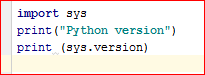 import sys
print("Python version")
print (sys.version)